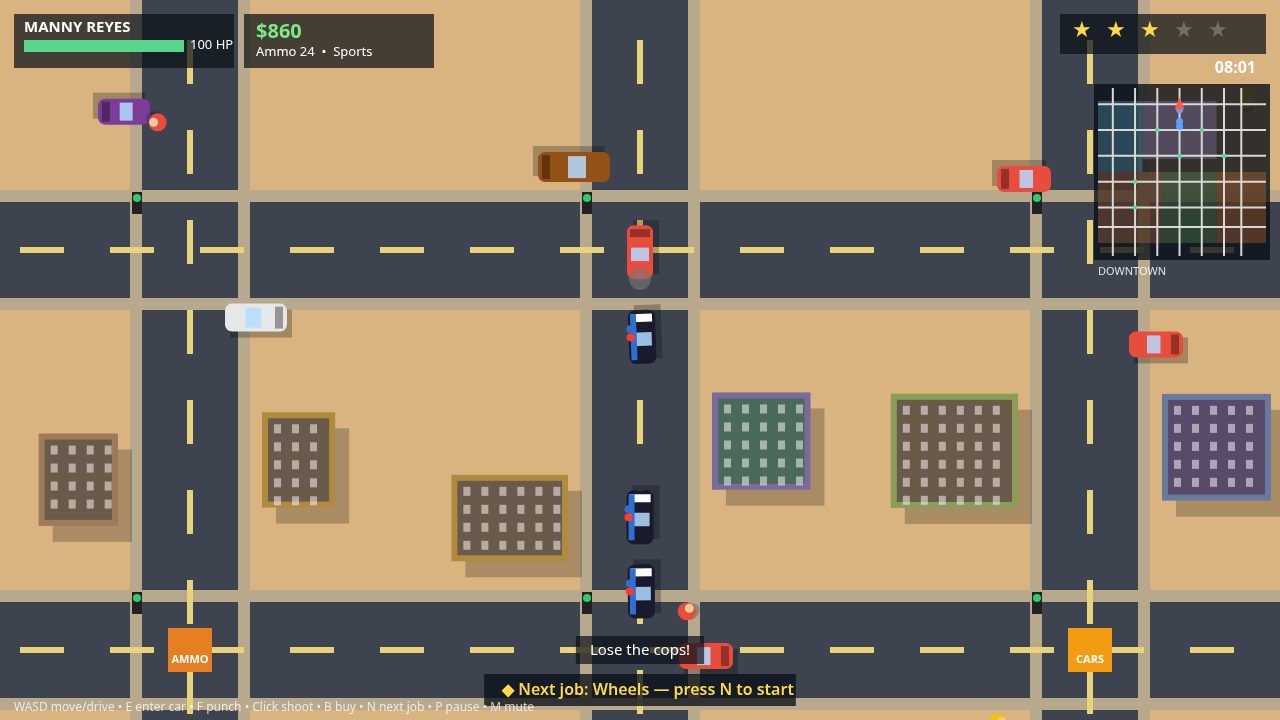 MANNY REYES
100 HP
$860
Ammo 24 • Sports
08:01
DOWNTOWN
AMMO
CARS
Lose the cops!
◆ Next job: Wheels — press N to start
WASD move/drive • E enter car • F punch • Click shoot • B buy • N next job • P pause • M mute